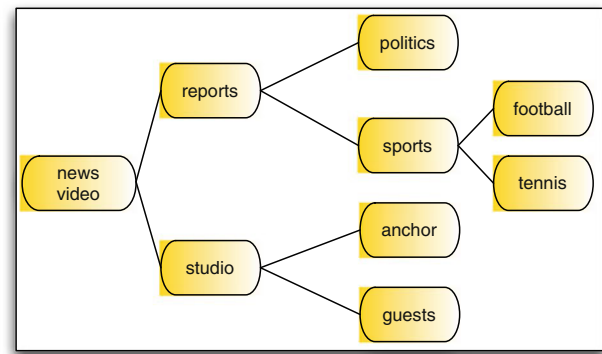 news
video
reports
politics
sports
football
tennis
studio
anchor
guests